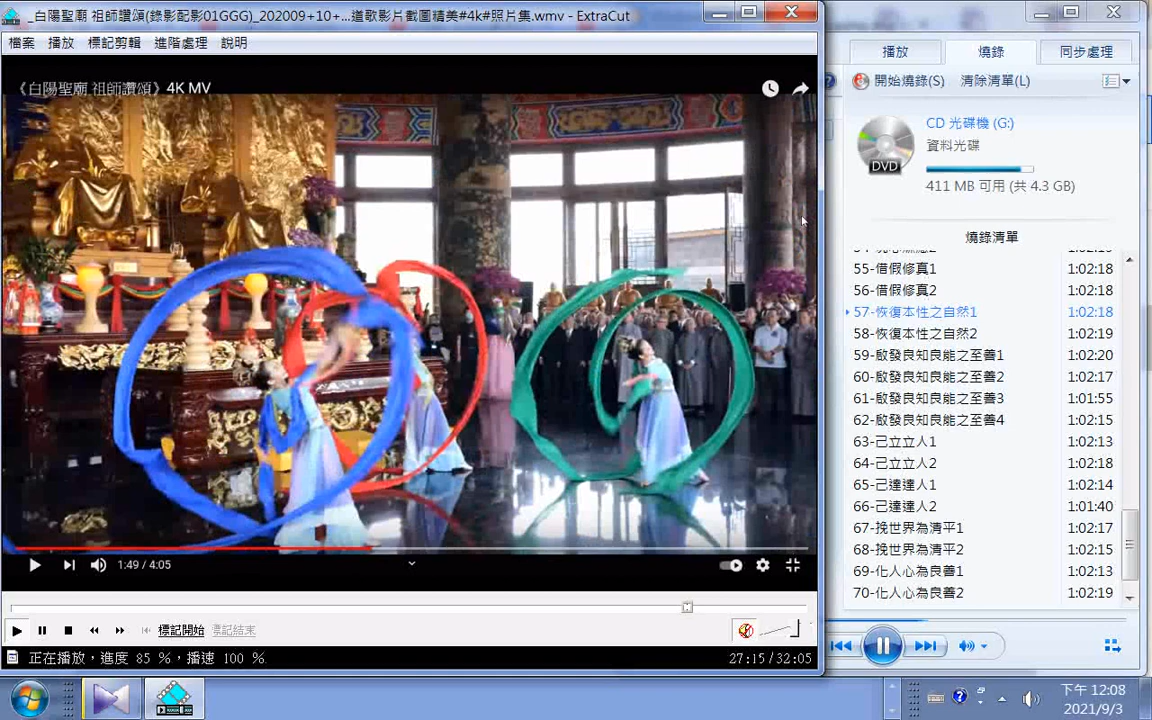 _白陽聖廟 祖師讚頌(錄影配影01GGG)_202009+10+...道歌影片截圖精美#4k#照片集.wmv - ExtraCut
檔案 播放 標記剪輯 進階處理 說明
《白陽聖廟 祖師讚頌》4K MV
1:49 / 4:05
標記開始 標記結束
正在播放，進度 85 %，播速 100 %.
27:15 / 32:05
播放 燒錄 同步處理
開始燒錄(S) 清除清單(L)
CD 光碟機 (G:)
資料光碟
DVD
411 MB 可用 (共 4.3 GB)
燒錄清單
55-借假修真1 1:02:18
56-借假修真2 1:02:18
57-恢復本性之自然1 1:02:18
58-恢復本性之自然2 1:02:19
59-啟發良知良能之至善1 1:02:20
60-啟發良知良能之至善2 1:02:17
61-啟發良知良能之至善3 1:01:55
62-啟發良知良能之至善4 1:02:18
63-己立立人1 1:02:13
64-己立立人2 1:02:18
65-己達達人1 1:02:14
66-己達達人2 1:01:40
67-挽世界為清平1 1:02:17
68-挽世界為清平2 1:02:15
69-化人心為良善1 1:02:13
70-化人心為良善2 1:02:19
下午 12:08
2021/9/3